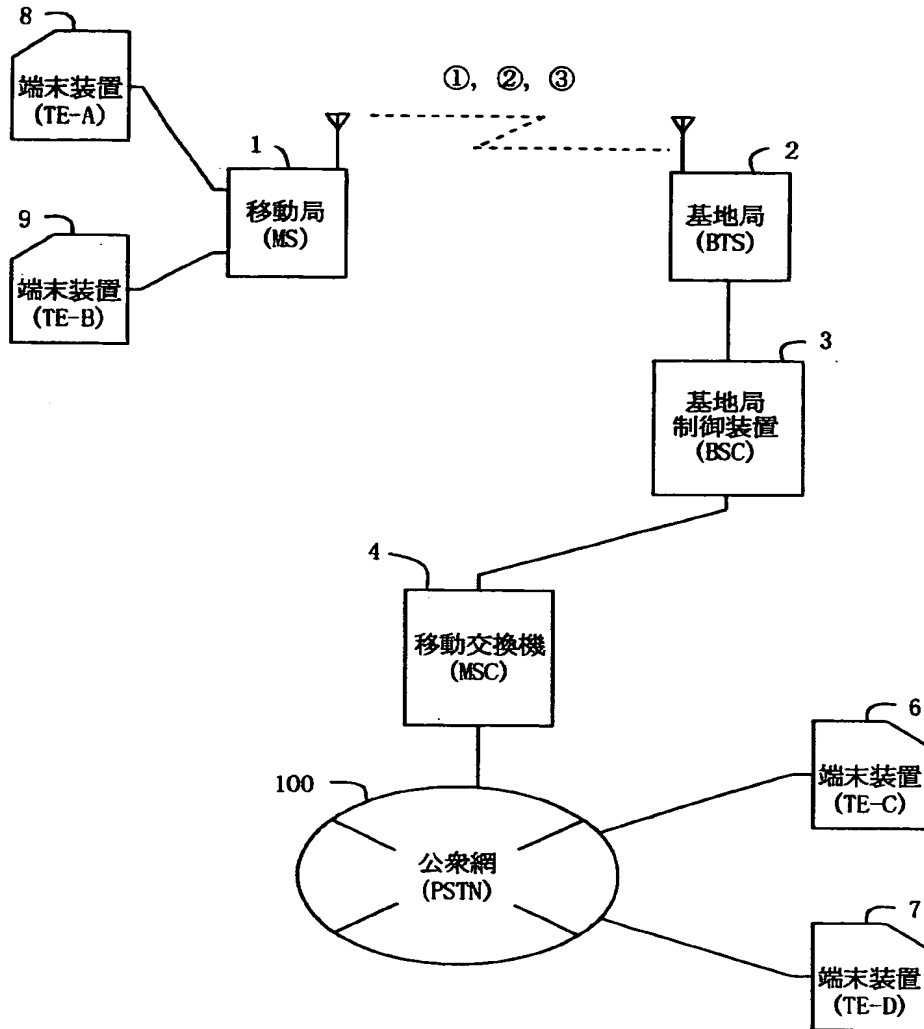 8
端末装置
(TE-A)
①, ②, ③
1
移動局
(MS)
2
基地局
(BTS)
9
端末装置
(TE-B)
3
基地局
制御装置
(BSC)
4
移動交換機
(MSC)
6
端末装置
(TE-C)
100
公衆網
(PSTN)
7
端末装置
(TE-D)